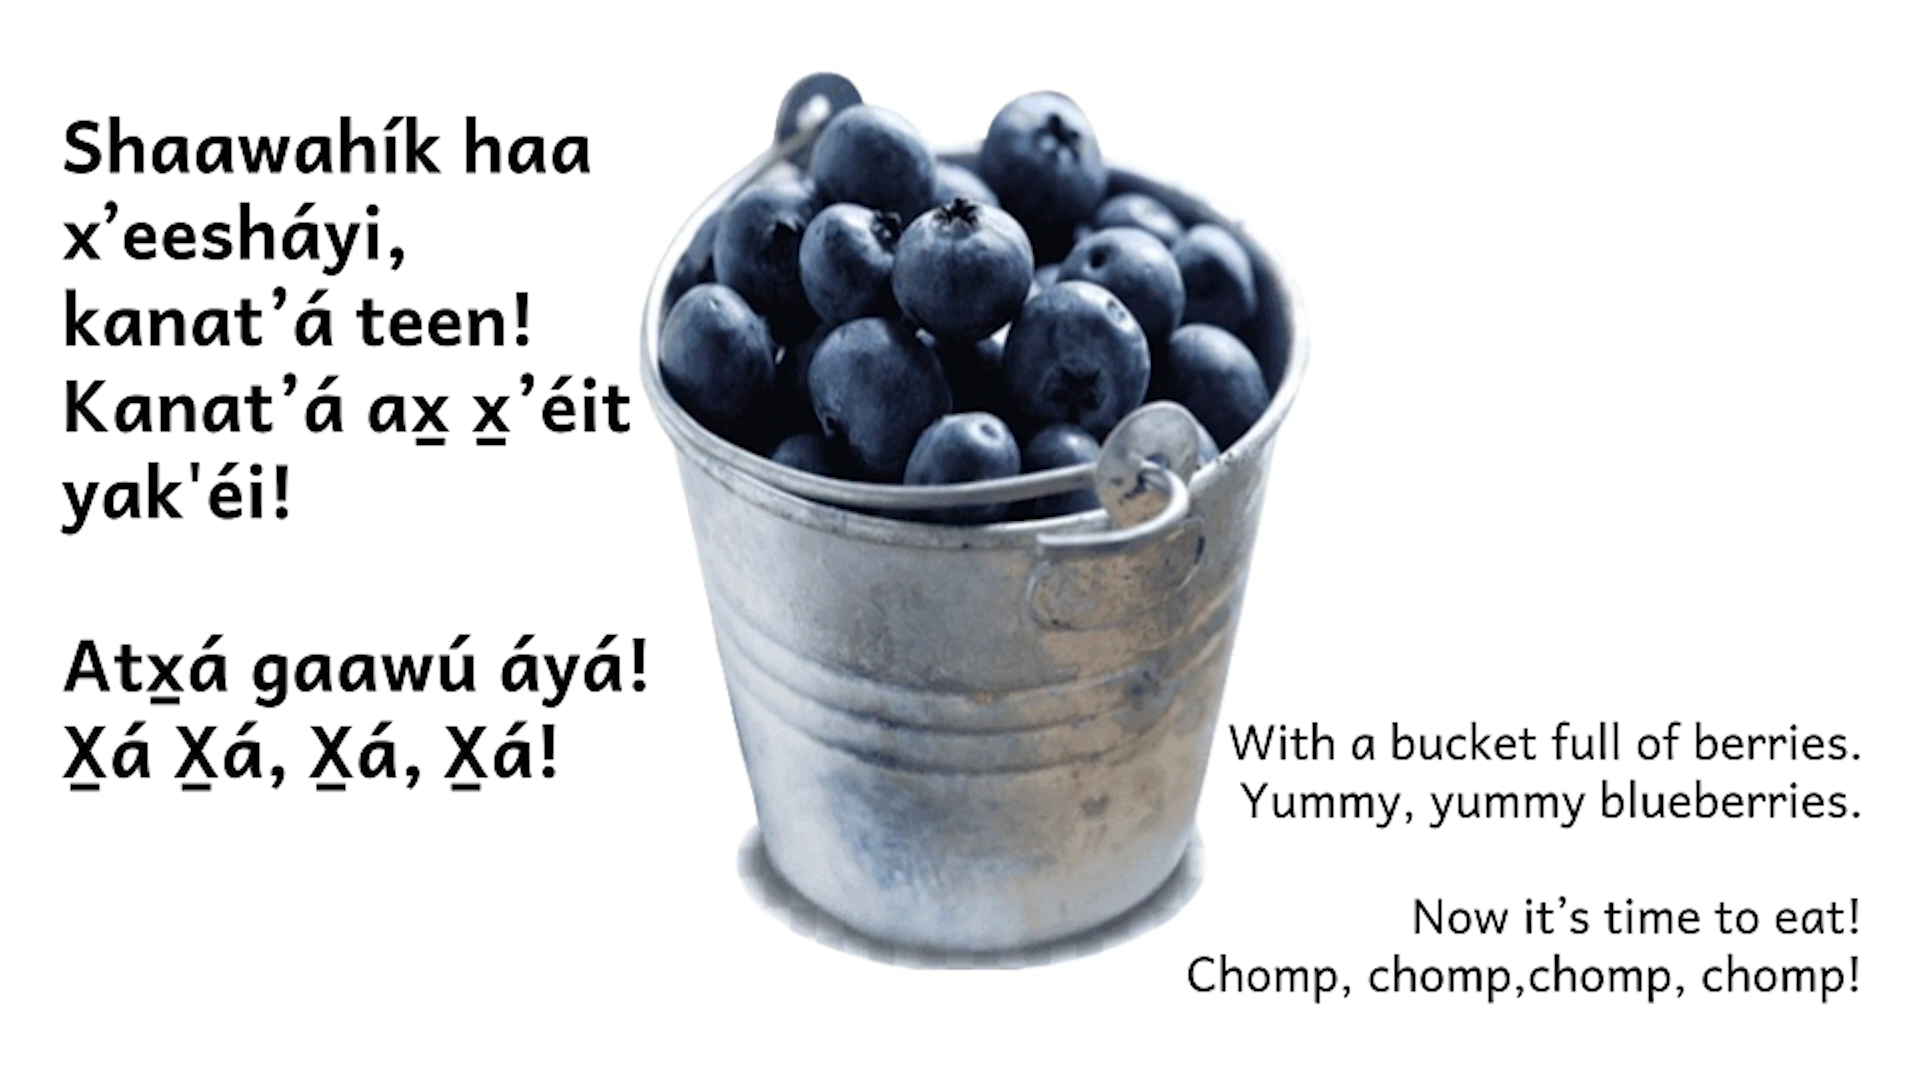 Shaawahík haa
x’eesháyi,
kanat’á teen!
Kanat’á ax̱ x̱’éit
yak'éi!
Atx̱á gaawú áyá!
X̱á X̱á, X̱á, X̱á!
With a bucket full of berries.
Yummy, yummy blueberries.
Now it’s time to eat!
Chomp, chomp,chomp, chomp!